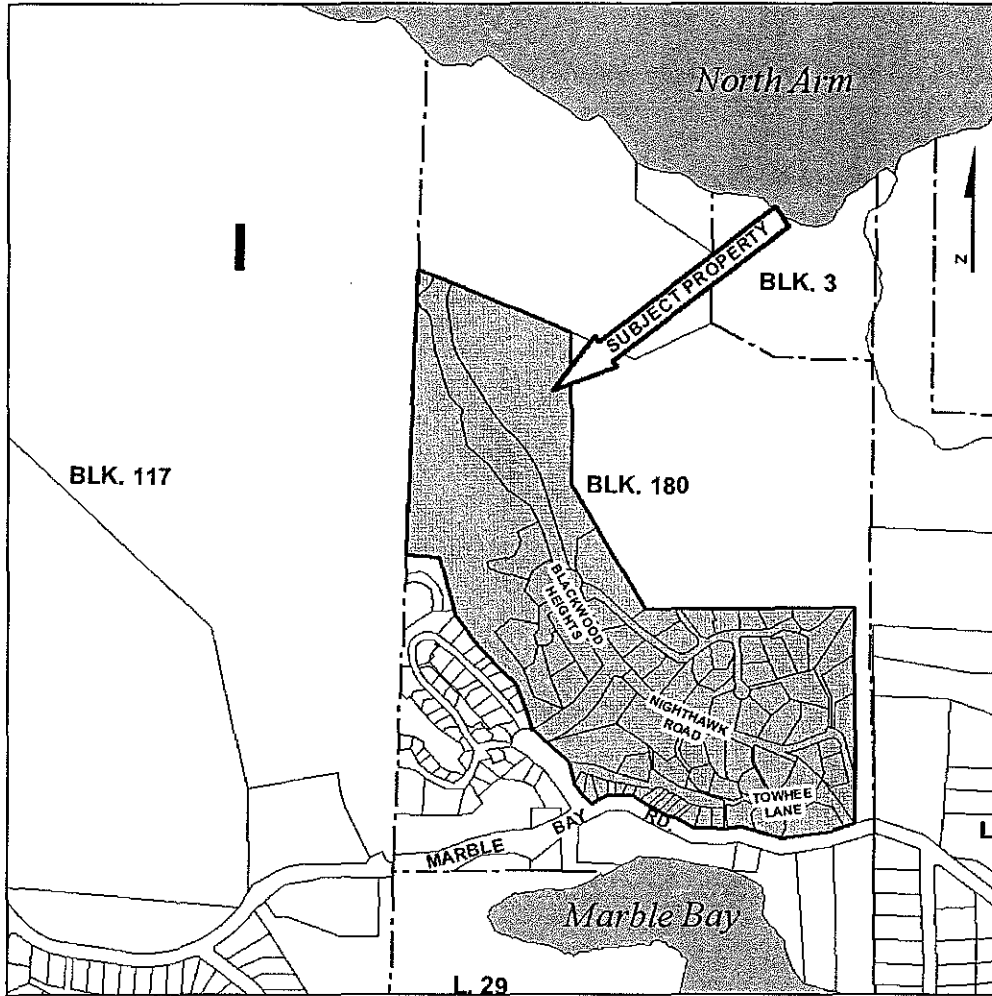 North Arm
N
SUBJECT PROPERTY
BLK. 3
BLK. 117
BLK. 180
BLACKWOOD
HEIGHTS
NIGHTHAWK
ROAD
TOWHEE
LANE
MARBLE BAY RD.
L
Marble Bay
L. 29